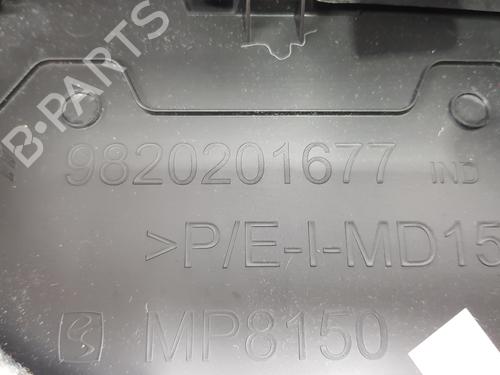 B-PARTS
9820201677 IND
>P/E-I-MD15
MP8150